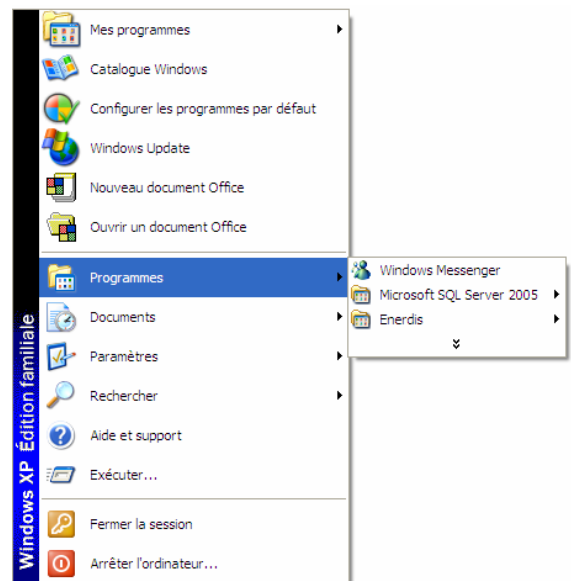 Mes programmes
Catalogue Windows
Configurer les programmes par défaut
Windows Update
Nouveau document Office
Ouvrir un document Office
Programmes
Windows Messenger
Microsoft SQL Server 2005
Enerdis
Documents
Paramètres
Rechercher
Aide et support
Exécuter...
Fermer la session
Arrêter l'ordinateur...
Windows XP Édition familiale